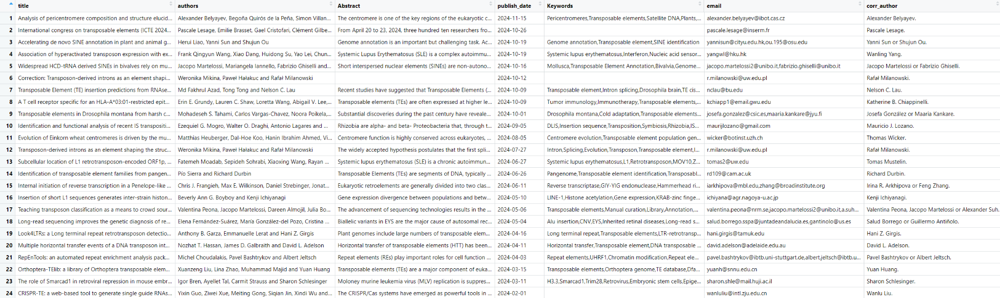 title authors Abstract publish_date Keywords email corr_author
1 Analysis of pericentromere composition and structure elucid... Alexander Belyayev, Begoña Quirós de la Peña, Simon Villan... The centromere is one of the key regions of the eukaryotic c... 2024-11-15 Pericentromeres,Transposable elements,Satellite DNA,Plants,... alexander.belyayev@ibot.cas.cz Alexander Belyayev.
2 International congress on transposable elements (ICTE 2024... Pascale Lesage, Emilie Brasset, Gael Cristofari, Clément Gilbe... From April 20 to 23, 2024, three hundred ten researchers fro... 2024-10-26 pascale.lesage@inserm.fr Pascale Lesage.
3 Accelerating de novo SINE annotation in plant and animal g... Herui Liao, Yanni Sun and Shujun Ou Genome annotation is an important but challenging task. Ac... 2024-10-19 Genome annotation,Transposable element,SINE identification yannisun@cityu.edu.hk,ou.195@osu.edu Yanni Sun or Shujun Ou.
4 Association of hyperactivated transposon expression with ex... Frank Qingyun Wang, Xiao Dang, Huidong Su, Yao Lei, Chun... Systemic Lupus Erythematosus (SLE) is a complex autoimmu... 2024-10-19 Systemic lupus erythematosus,Interferon,Nucleic acid sensor... yangwl@hku.hk Wanling Yang.
5 Widespread HCD-tRNA derived SINEs in bivalves rely on mu... Jacopo Martelossi, Mariangela Iannello, Fabrizio Ghiselli and... Short interspersed nuclear elements (SINEs) are non-autono... 2024-10-16 Mollusca,Transposable Element Annotation,Bivalvia,Genome... jacopo.martelossi2@unibo.it,fabrizio.ghiselli@unibo.it Jacopo Martelossi or Fabrizio Ghiselli.
6 Correction: Transposon-derived introns as an element shapi... Weronika Mikina, Paweł Hałakuc and Rafał Milanowski 2024-10-12 r.milanowski@uw.edu.pl Rafał Milanowski.
7 Transposable Element (TE) insertion predictions from RNAse... Md Fakhrul Azad, Tong Tong and Nelson C. Lau Recent studies have suggested that Transposable Elements (... 2024-10-09 Transposable element,Intron splicing,Drosophila brain,TE cis... nclau@bu.edu Nelson C. Lau.
8 A T cell receptor specific for an HLA-A*03:01-restricted epit... Erin E. Grundy, Lauren C. Shaw, Loretta Wang, Abigail V. Lee,... Transposable elements (TEs) are often expressed at higher le... 2024-10-09 Tumor immunology,Immunotherapy,Transposable elements,... kchiapp1@email.gwu.edu Katherine B. Chiappinelli.
9 Transposable elements in Drosophila montana from harsh c... Mohadeseh S. Tahami, Carlos Vargas-Chavez, Noora Poikela,... Substantial discoveries during the past century have reveale... 2024-10-01 Drosophila montana,Cold adaptation,Transposable elements... josefa.gonzalez@csic.es,maaria.kankare@jyu.fi Josefa González or Maaria Kankare.
10 Identification and functional analysis of recent IS transpositi... Ezequiel G. Mogro, Walter O. Draghi, Antonio Lagares and ... Rhizobia are alpha- and beta- Proteobacteria that, through t... 2024-09-05 DLIS,Insertion sequence,Transposition,Symbiosis,Rhizobia,IS... maurijlozano@gmail.com Mauricio J. Lozano.
11 Evolution of Einkorn wheat centromeres is driven by the mu... Matthias Heuberger, Dal-Hoe Koo, Hanin Ibrahim Ahmed, Vi... Centromere function is highly conserved across eukaryotes, ... 2024-08-05 Centromere evolution,Transposable element population gen... wicker@botinst.uzh.ch Thomas Wicker.
12 Transposon-derived introns as an element shaping the struc... Weronika Mikina, Paweł Hałakuc and Rafał Milanowski The widely accepted hypothesis postulates that the first spli... 2024-07-27 Intron,Splicing,Evolution,Transposon,Transposable element,I... r.milanowski@uw.edu.pl Rafał Milanowski.
13 Subcellular location of L1 retrotransposon-encoded ORF1p, ... Fatemeh Moadab, Sepideh Sohrabi, Xiaoxing Wang, Rayan ... Systemic lupus erythematosus (SLE) is a chronic autoimmun... 2024-06-27 Systemic lupus erythematosus,L1,Retrotransposon,MOV10,Z... tomas2@uw.edu Tomas Mustelin.
14 Identification of transposable element families from pangen... Pío Sierra and Richard Durbin Transposable Elements (TEs) are segments of DNA, typically ... 2024-06-26 Pangenome,Transposable element identification,Transposabl... rd109@cam.ac.uk Richard Durbin.
15 Internal initiation of reverse transcription in a Penelope-like ... Chris J. Frangieh, Max E. Wilkinson, Daniel Strebinger, Jonat... Eukaryotic retroelements are generally divided into two clas... 2024-06-11 Reverse transcriptase,GIY-YIG endonuclease,Hammerhead ri... iarkhipova@mbl.edu,zhang@broadinstitute.org Irina R. Arkhipova or Feng Zhang.
16 Insertion of short L1 sequences generates inter-strain histon... Beverly Ann G. Boyboy and Kenji Ichiyanagi Gene expression divergence between populations and betw... 2024-05-10 LINE-1,Histone acetylation,Gene expression,KRAB-zinc finge... ichiyana@agr.nagoya-u.ac.jp Kenji Ichiyanagi.
17 Teaching transposon classification as a means to crowd sour... Valentina Peona, Jacopo Martelossi, Dareen Almojil, Julia Bo... The advancement of sequencing technologies results in the ... 2024-05-06 Transposable elements,Manual curation,Library,Annotation,... valentina.peona@nrm.se,jacopo.martelossi2@unibo.it,a.suh... Valentina Peona, Jacopo Martelossi or Alexander Suh.
18 Long-read sequencing improves the genetic diagnosis of re... Elena Fernández-Suárez, María González-del Pozo, Cristina ... Biallelic variants in EYS are the major cause of autosomal rec... 2024-05-04 Alu insertion,CNV,EYS,Inherited retinal diseases,Long-read s... salud.borrego.sspa@juntadeandalucia.es,gantinolo@us.es Salud Borrego or Guillermo Antiñolo.
19 Look4LTRs: a Long terminal repeat retrotransposon detectio... Anthony B. Garza, Emmanuelle Lerat and Hani Z. Girgis Plant genomes include large numbers of transposable elem... 2024-04-16 Long terminal repeat,Transposable elements,LTR-retrotransp... hani.girgis@tamuk.edu Hani Z. Girgis.
20 Multiple horizontal transfer events of a DNA transposon int... Nozhat T. Hassan, James D. Galbraith and David L. Adelson Horizontal transfer of transposable elements (HTT) has been... 2024-04-11 Horizontal transfer,Transposable element,DNA transposable ... david.adelson@adelaide.edu.au David L. Adelson.
21 RepEnTools: an automated repeat enrichment analysis pack... Michel Choudalakis, Pavel Bashtrykov and Albert Jeltsch Repeat elements (REs) play important roles for cell function ... 2024-04-03 Repeat elements,UHRF1,Chromatin modification,Repeat ele... pavel.bashtrykov@ibtb.uni-stuttgart.de,albert.jeltsch@ibtb.u... Pavel Bashtrykov or Albert Jeltsch.
22 Orthoptera-TElib: a library of Orthoptera transposable elem... Xuanzeng Liu, Lina Zhao, Muhammad Majid and Yuan Huang Transposable elements (TEs) are a major component of euka... 2024-03-15 Transposable elements,Orthoptera genome,TE database,Dfa... yuanh@snnu.edu.cn Yuan Huang.
23 The role of Smarcad1 in retroviral repression in mouse embr... Igor Bren, Ayellet Tal, Carmit Strauss and Sharon Schlesinger Moloney murine leukemia virus (MLV) replication is suppres... 2024-03-11 H3.3,Smarcad1,Trim28,Retrovirus,Embryonic stem cells,Epige... sharon.shle@mail.huji.ac.il Sharon Schlesinger.
24 CRISPR-TE: a web-based tool to generate single guide RNAs... Yixin Guo, Ziwei Xue, Meiting Gong, Siqian Jin, Xindi Wu and... The CRISPR/Cas systems have emerged as powerful tools in ... 2024-02-01 wanluliu@intl.zju.edu.cn Wanlu Liu.